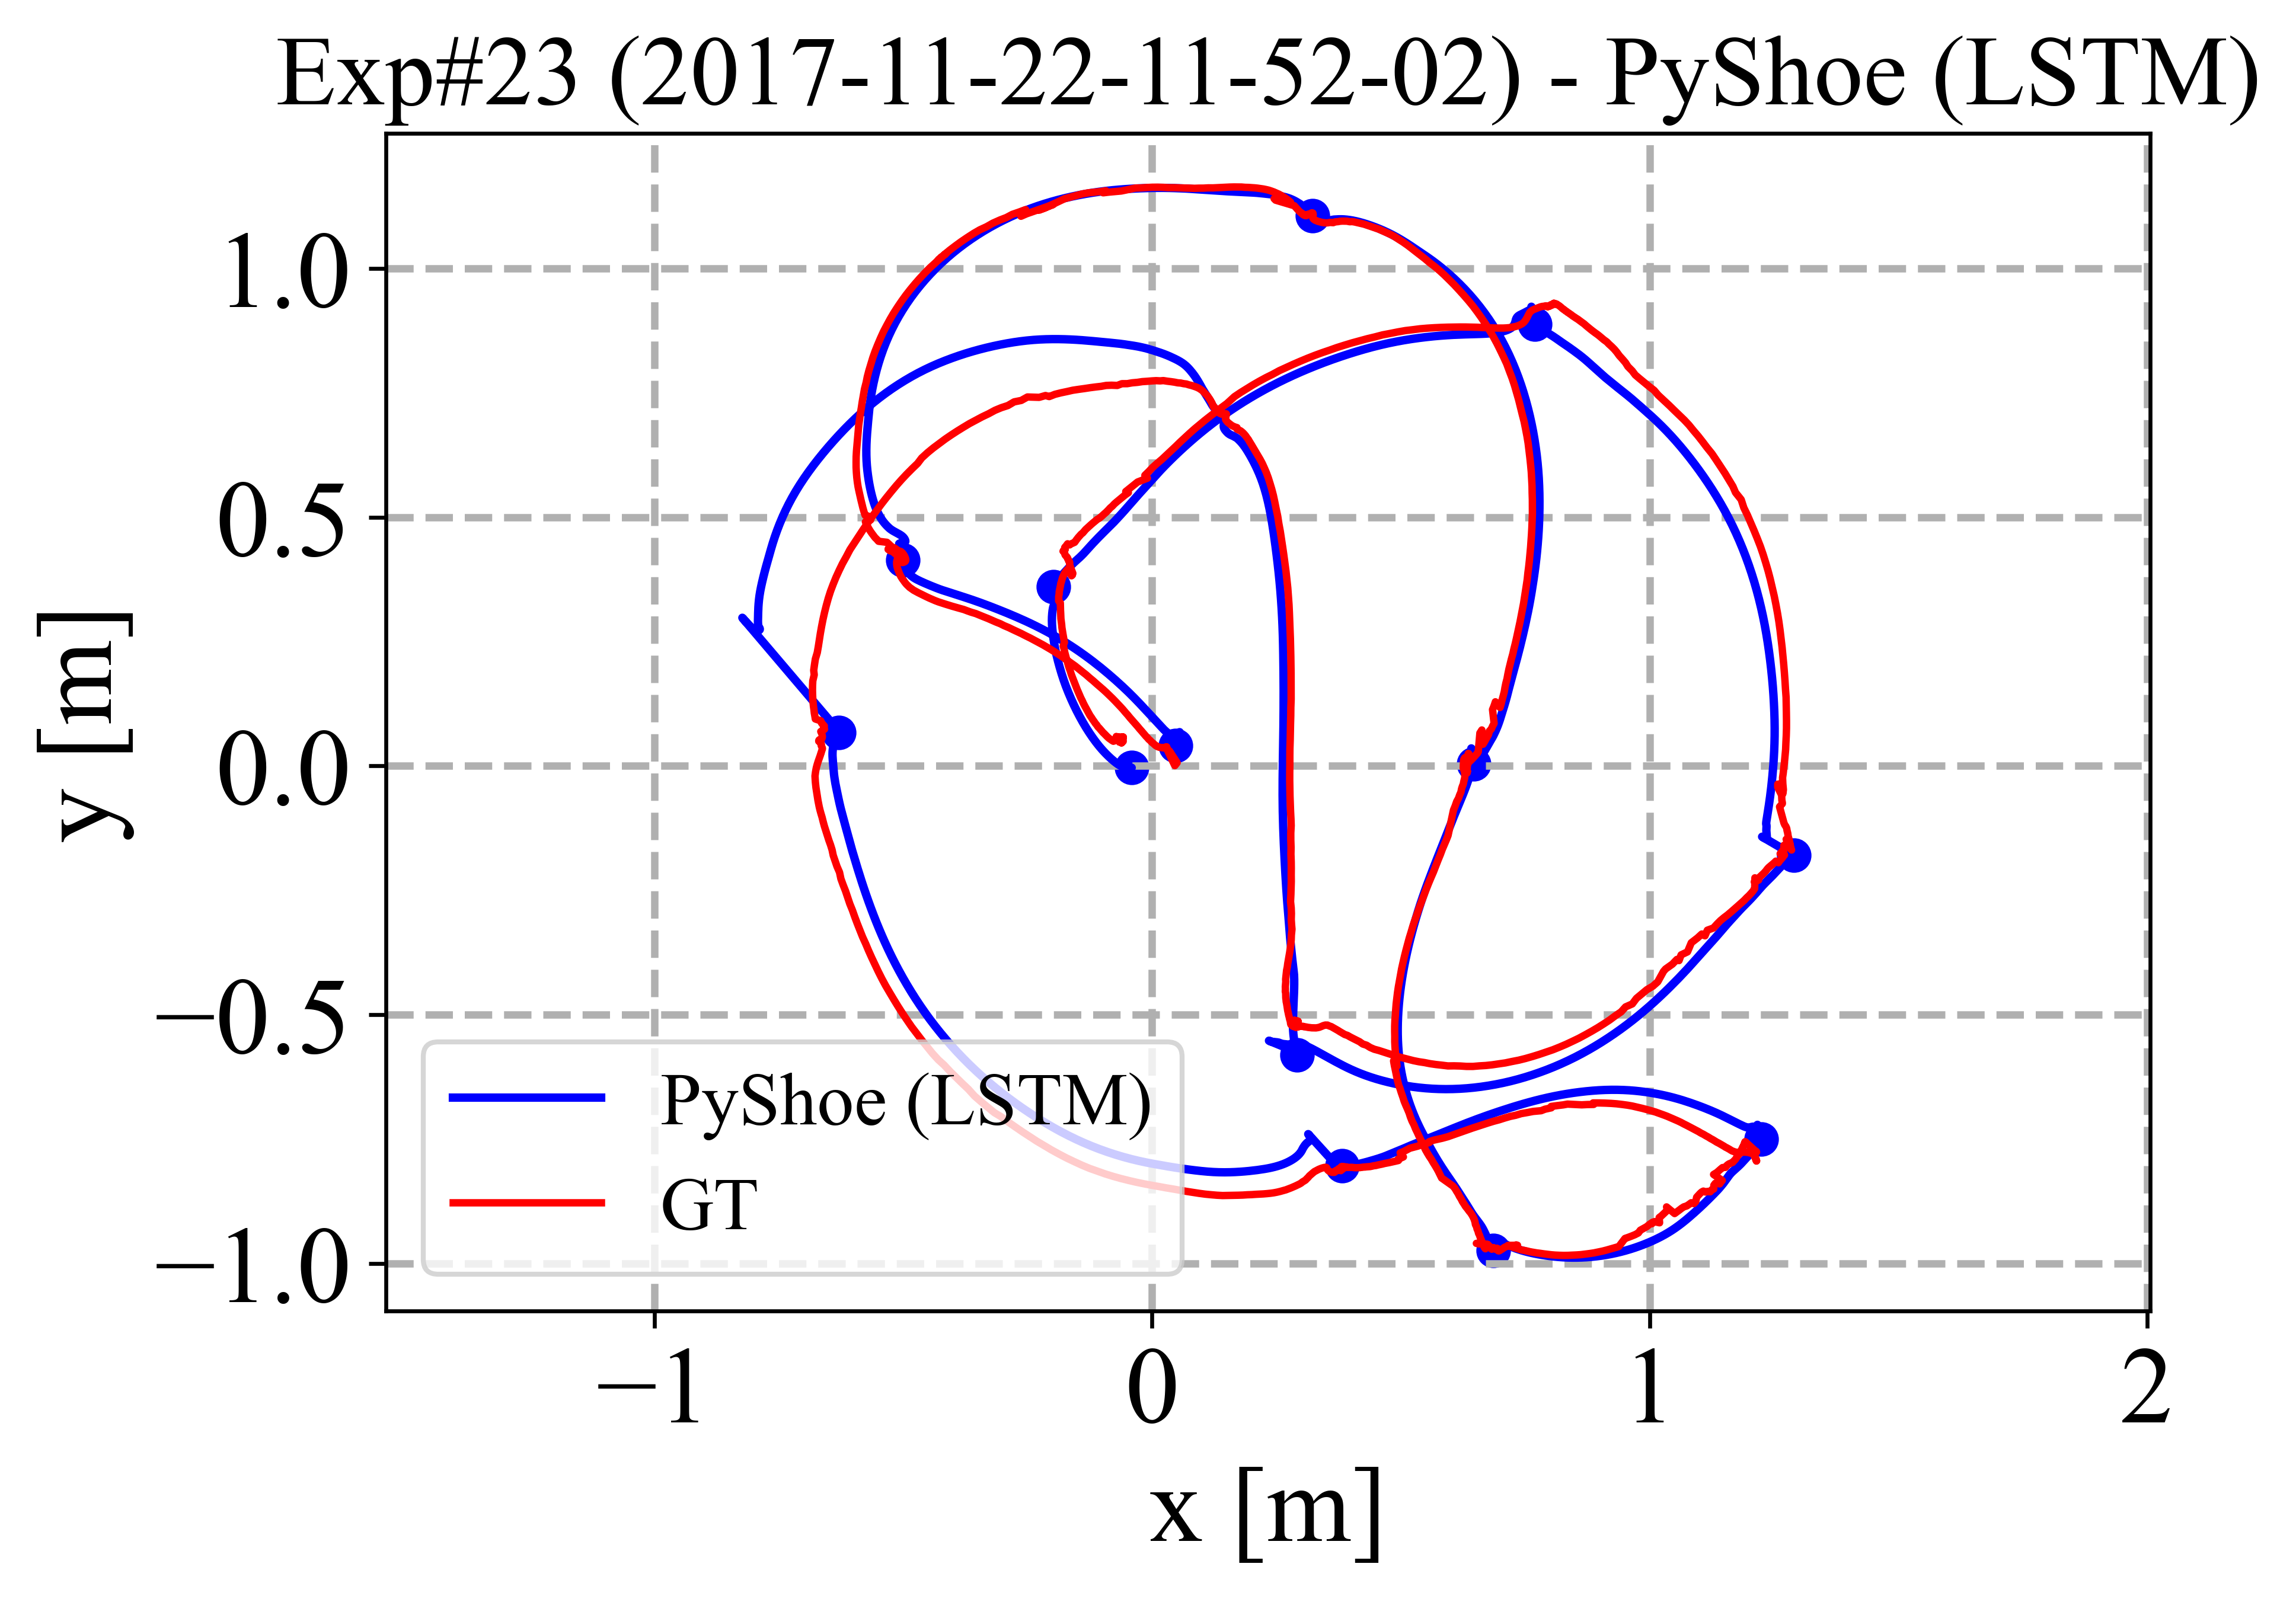 Exp#23 (2017-11-22-11-52-02) - PyShoe (LSTM)
y [m]
1.0
0.5
0.0
−0.5
−1.0
PyShoe (LSTM)
GT
−1
0
1
2
x [m]